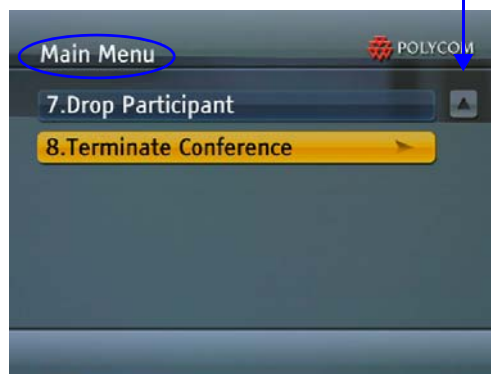 Main Menu
POLYCOM
7.Drop Participant
8.Terminate Conference